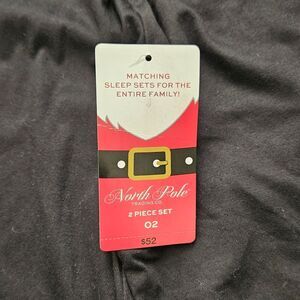 MATCHING
SLEEP SETS FOR THE
ENTIRE FAMILY!
North Pole
TRADING CO.
2 PIECE SET
02
$52